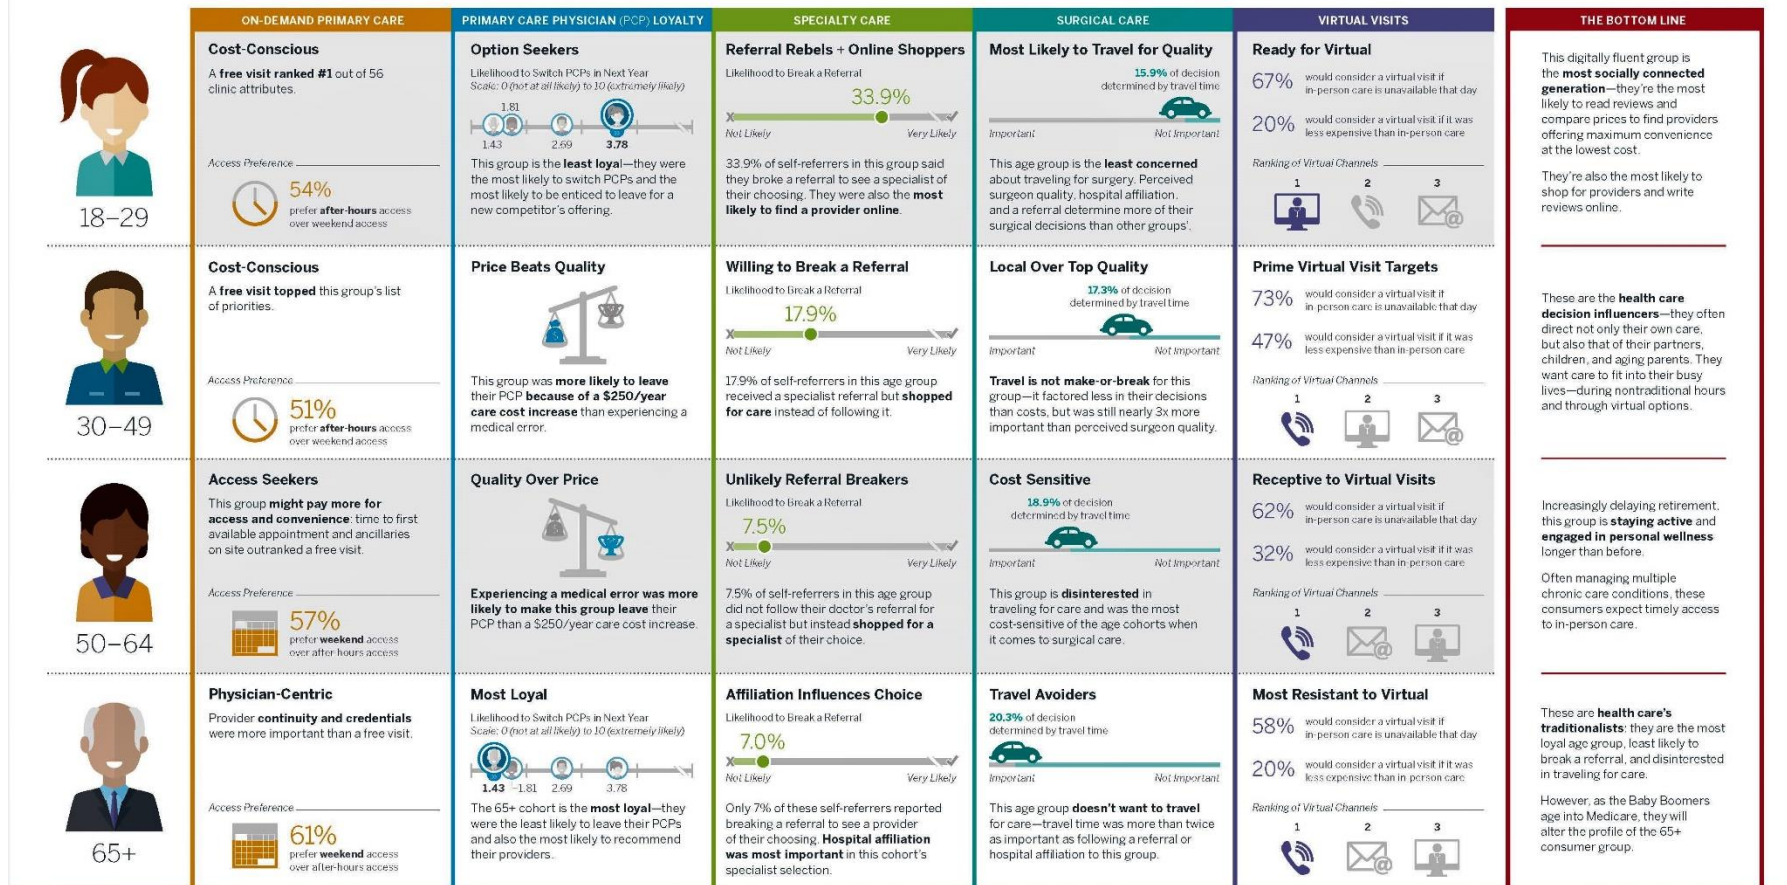 ON-DEMAND PRIMARY CARE
PRIMARY CARE PHYSICIAN (PCP) LOYALTY
SPECIALTY CARE
SURGICAL CARE
VIRTUAL VISITS
THE BOTTOM LINE
18–29
Cost-Conscious
A free visit ranked #1 out of 56
clinic attributes.
Access Preference
54%
prefer after-hours access
over weekend access
Option Seekers
Likelihood to Switch PCPs in Next Year
Scale: 0 (not at all likely) to 10 (extremely likely)
1.81
1.43
2.69
3.78
This group is the least loyal—they were
the most likely to switch PCPs and the
most likely to be enticed to leave for a
new competitor's offering.
Referral Rebels + Online Shoppers
Likelihood to Break a Referral
33.9%
Not Likely
Very Likely
33.9% of self-referrers in this group said
they broke a referral to see a specialist of
their choosing. They were also the most
likely to find a provider online.
Most Likely to Travel for Quality
15.9% of decision
determined by travel time
Important
Not Important
This age group is the least concerned
about traveling for surgery. Perceived
surgeon quality, hospital affiliation,
and a referral determine more of their
surgical decisions than other groups'.
Ready for Virtual
67%
would consider a virtual visit if
in-person care is unavailable that day
20%
would consider a virtual visit if it was
less expensive than in-person care
Ranking of Virtual Channels
1
2
3
This digitally fluent group is
the most socially connected
generation—they're the most
likely to read reviews and
compare prices to find providers
offering maximum convenience
at the lowest cost.
They're also the most likely to
shop for providers and write
reviews online.
30–49
Cost-Conscious
A free visit topped this group's list
of priorities.
Access Preference
51%
prefer after-hours access
over weekend access
Price Beats Quality
This group was more likely to leave
their PCP because of a $250/year
care cost increase than experiencing a
medical error.
Willing to Break a Referral
Likelihood to Break a Referral
17.9%
Not Likely
Very Likely
17.9% of self-referrers in this age group
received a specialist referral but shopped
for care instead of following it.
Local Over Top Quality
17.3% of decision
determined by travel time
Important
Not Important
Travel is not make-or-break for this
group—it factored less in their decisions
than costs, but was still nearly 3x more
important than perceived surgeon quality.
Prime Virtual Visit Targets
73%
would consider a virtual visit if
in-person care is unavailable that day
47%
would consider a virtual visit if it was
less expensive than in-person care
Ranking of Virtual Channels
1
2
3
These are the health care
decision influencers—they often
direct not only their own care,
but also that of their partners,
children, and aging parents. They
want care to fit into their busy
lives—during nontraditional hours
and through virtual options.
50–64
Access Seekers
This group might pay more for
access and convenience: time to first
available appointment and ancillaries
on site outranked a free visit.
Access Preference
57%
prefer weekend access
over after-hours access
Quality Over Price
Experiencing a medical error was more
likely to make this group leave their
PCP than a $250/year care cost increase.
Unlikely Referral Breakers
Likelihood to Break a Referral
7.5%
Not Likely
Very Likely
7.5% of self-referrers in this age group
did not follow their doctor's referral for
a specialist but instead shopped for a
specialist of their choice.
Cost Sensitive
18.9% of decision
determined by travel time
Important
Not Important
This group is disinterested in
traveling for care and was the most
cost-sensitive of the age cohorts when
it comes to surgical care.
Receptive to Virtual Visits
62%
would consider a virtual visit if
in-person care is unavailable that day
32%
would consider a virtual visit if it was
less expensive than in-person care
Ranking of Virtual Channels
1
2
3
Increasingly delaying retirement,
this group is staying active and
engaged in personal wellness
longer than before.
Often managing multiple
chronic care conditions, these
consumers expect timely access
to in-person care.
65+
Physician-Centric
Provider continuity and credentials
were more important than a free visit.
Access Preference
61%
prefer weekend access
over after-hours access
Most Loyal
Likelihood to Switch PCPs in Next Year
Scale: 0 (not at all likely) to 10 (extremely likely)
1.43
1.81
2.69
3.78
The 65+ cohort is the most loyal—they
were the least likely to leave their PCPs
and also the most likely to recommend
their providers.
Affiliation Influences Choice
Likelihood to Break a Referral
7.0%
Not Likely
Very Likely
Only 7% of these self-referrers reported
breaking a referral to see a provider
of their choosing. Hospital affiliation
was most important in this cohort's
specialist selection.
Travel Avoiders
20.3% of decision
determined by travel time
Important
Not Important
This age group doesn't want to travel
for care—travel time was more than twice
as important as following a referral or
hospital affiliation to this group.
Most Resistant to Virtual
58%
would consider a virtual visit if
in-person care is unavailable that day
20%
would consider a virtual visit if it was
less expensive than in-person care
Ranking of Virtual Channels
1
2
3
These are health care's
traditionalists: they are the most
loyal age group, least likely to
break a referral, and disinterested
in traveling for care.
However, as the Baby Boomers
age into Medicare, they will
alter the profile of the 65+
consumer group.